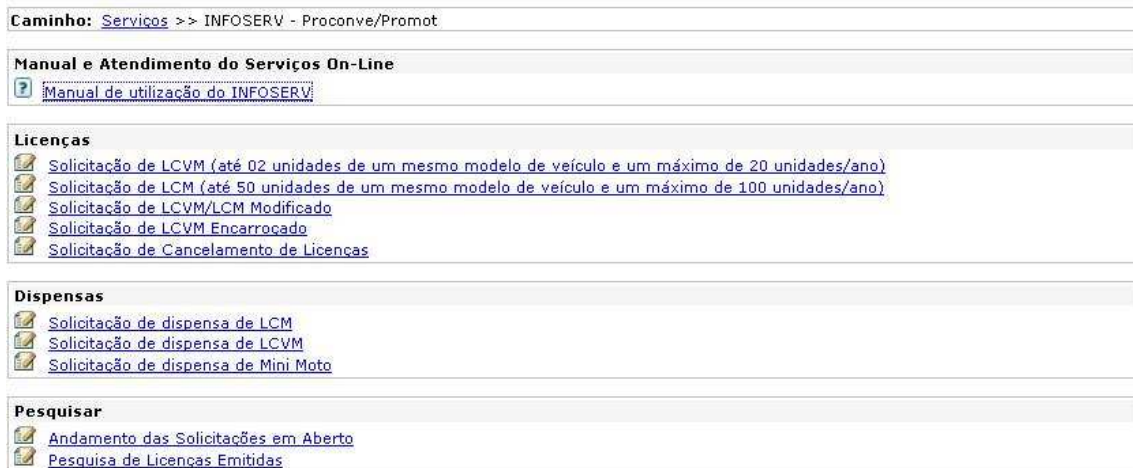 Caminho: Serviços >> INFOSERV - Proconve/Promot
Manual e Atendimento do Serviços On-Line
Manual de utilização do INFOSERV
Licenças
Solicitação de LCVM (até 02 unidades de um mesmo modelo de veículo e um máximo de 20 unidades/ano)
Solicitação de LCM (até 50 unidades de um mesmo modelo de veículo e um máximo de 100 unidades/ano)
Solicitação de LCVM/LCM Modificado
Solicitação de LCVM Encarroçado
Solicitação de Cancelamento de Licenças
Dispensas
Solicitação de dispensa de LCM
Solicitação de dispensa de LCVM
Solicitação de dispensa de Mini Moto
Pesquisar
Andamento das Solicitações em Aberto
Pesquisa de Licenças Emitidas